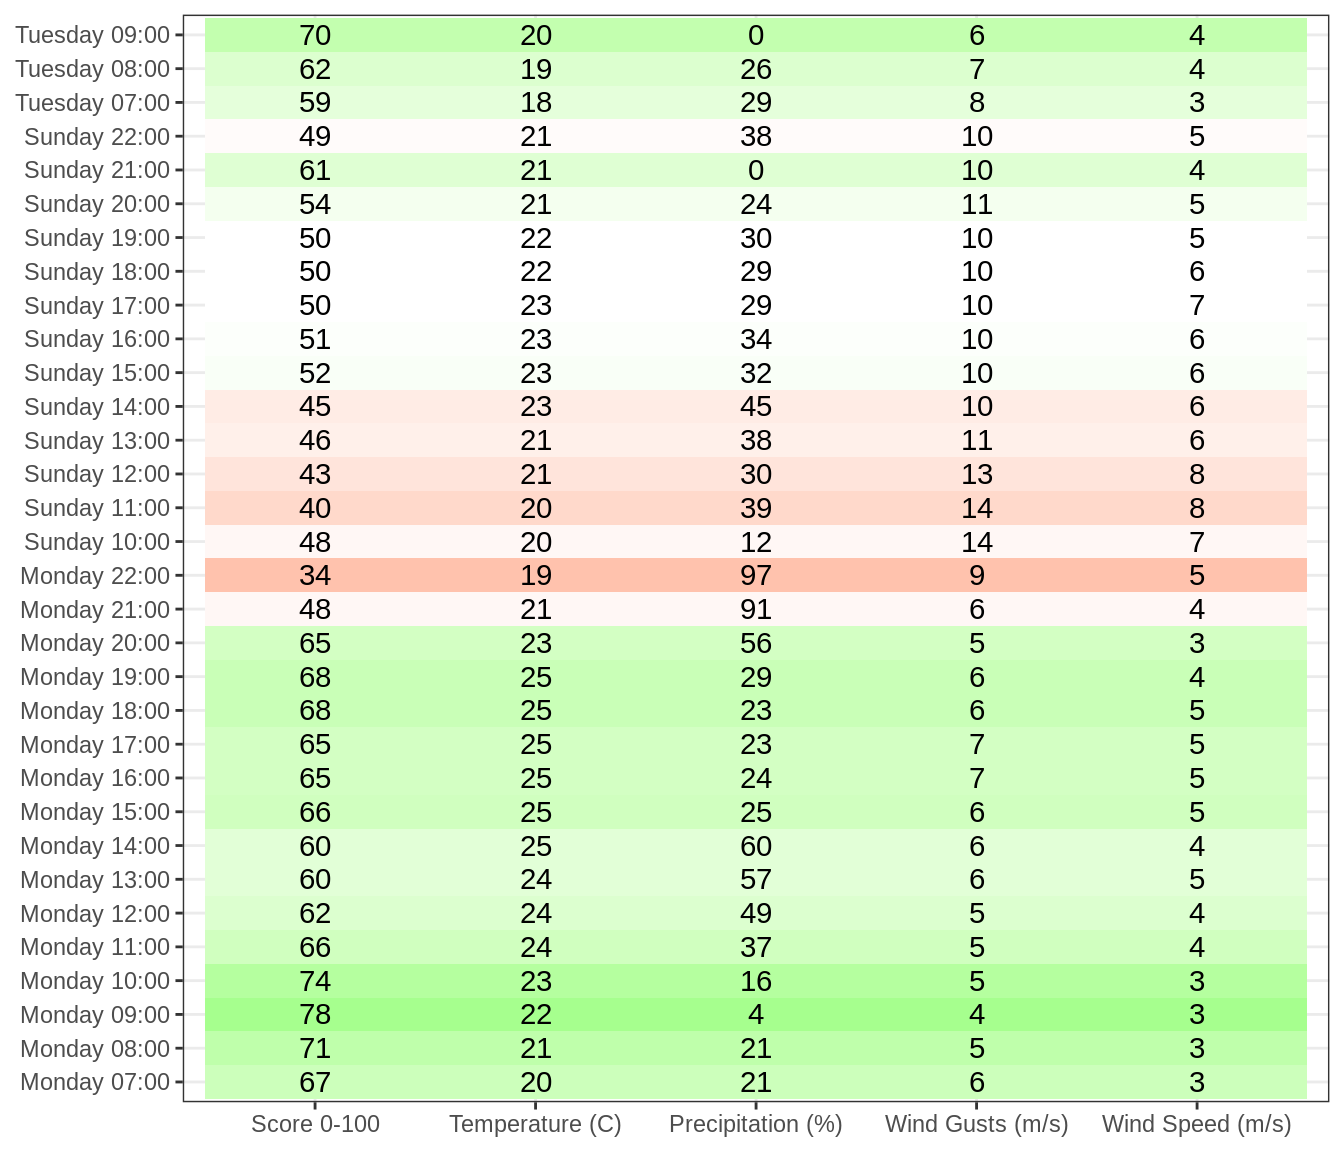 Tuesday 09:00 70 20 0 6 4
Tuesday 08:00 62 19 26 7 4
Tuesday 07:00 59 18 29 8 3
Sunday 22:00 49 21 38 10 5
Sunday 21:00 61 21 0 10 4
Sunday 20:00 54 21 24 11 5
Sunday 19:00 50 22 30 10 5
Sunday 18:00 50 22 29 10 6
Sunday 17:00 50 23 29 10 7
Sunday 16:00 51 23 34 10 6
Sunday 15:00 52 23 32 10 6
Sunday 14:00 45 23 45 10 6
Sunday 13:00 46 21 38 11 6
Sunday 12:00 43 21 30 13 8
Sunday 11:00 40 20 39 14 8
Sunday 10:00 48 20 12 14 7
Monday 22:00 34 19 97 9 5
Monday 21:00 48 21 91 6 4
Monday 20:00 65 23 56 5 3
Monday 19:00 68 25 29 6 4
Monday 18:00 68 25 23 6 5
Monday 17:00 65 25 23 7 5
Monday 16:00 65 25 24 7 5
Monday 15:00 66 25 25 6 5
Monday 14:00 60 25 60 6 4
Monday 13:00 60 24 57 6 5
Monday 12:00 62 24 49 5 4
Monday 11:00 66 24 37 5 4
Monday 10:00 74 23 16 5 3
Monday 09:00 78 22 4 4 3
Monday 08:00 71 21 21 5 3
Monday 07:00 67 20 21 6 3
Score 0-100 Temperature (C) Precipitation (%) Wind Gusts (m/s) Wind Speed (m/s)